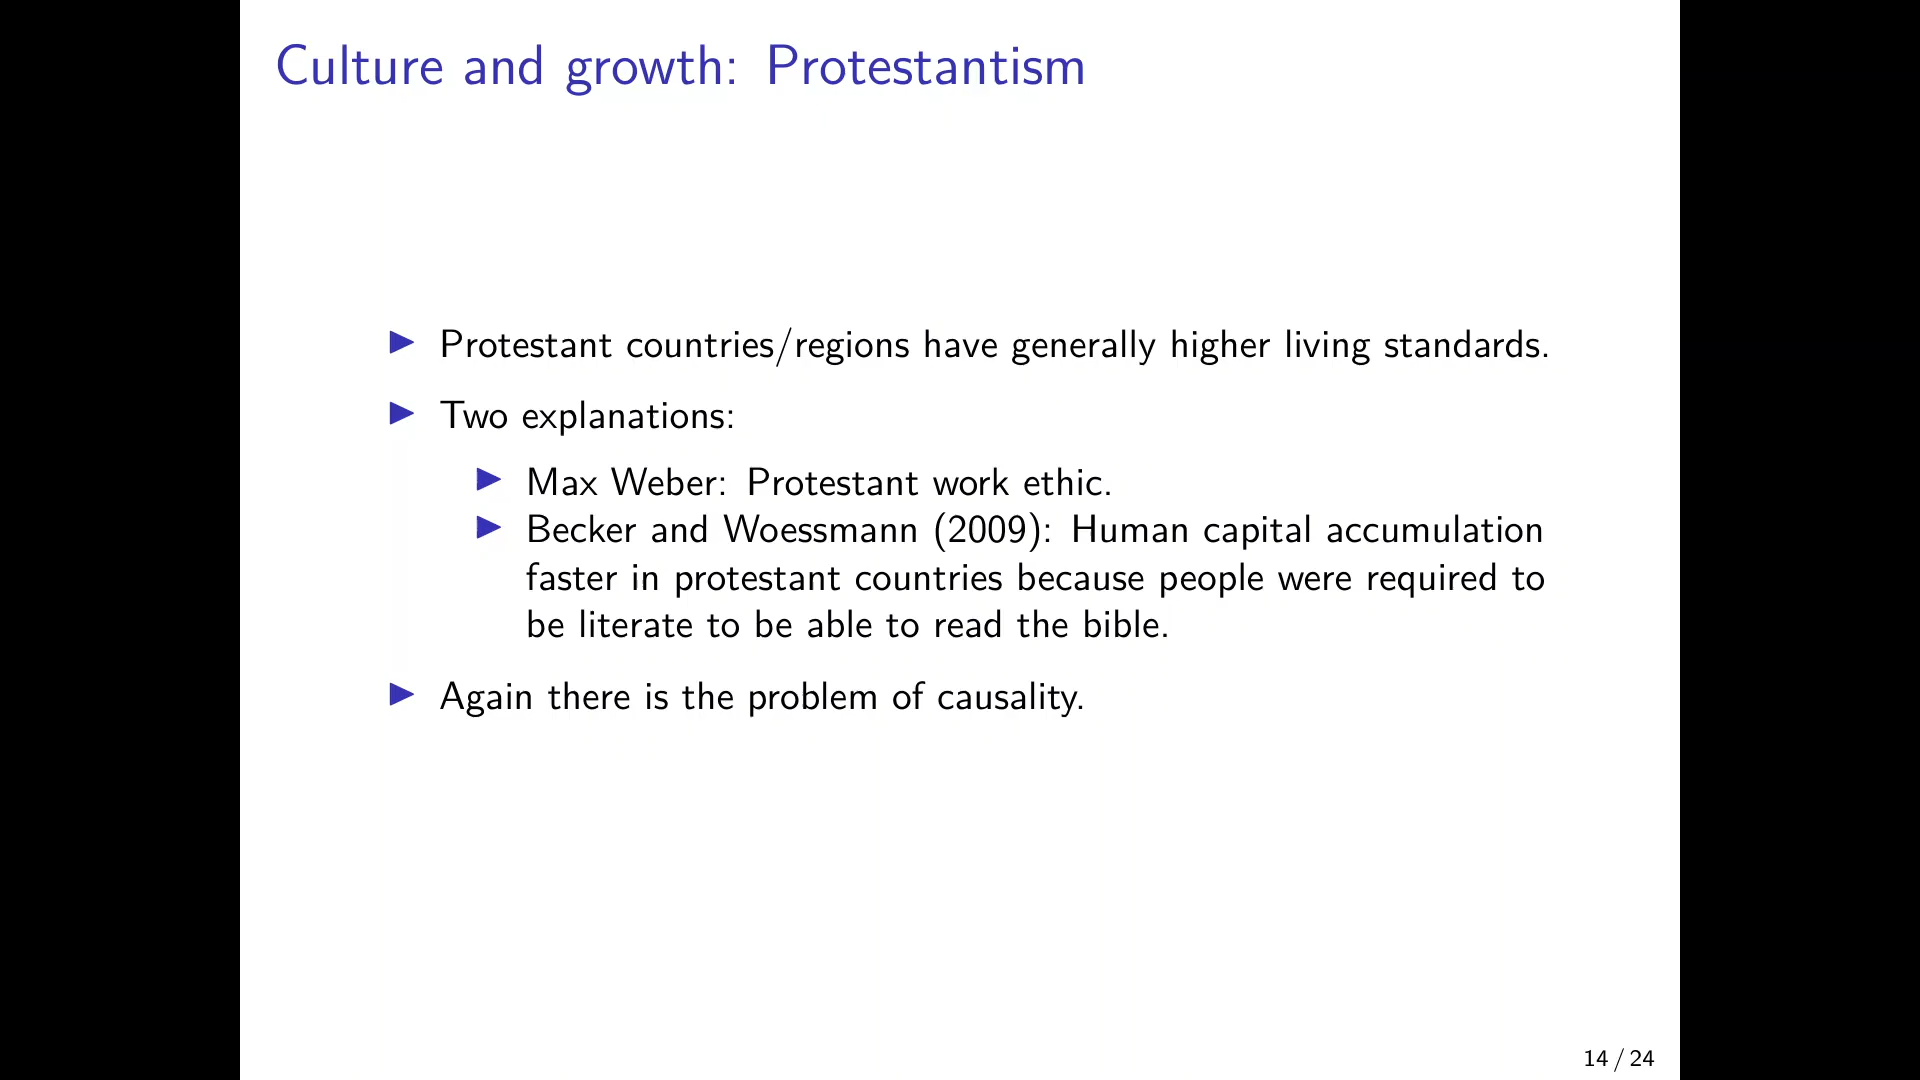 Culture and growth: Protestantism
▶ Protestant countries/regions have generally higher living standards.
▶ Two explanations:
▶ Max Weber: Protestant work ethic.
▶ Becker and Woessmann (2009): Human capital accumulation
faster in protestant countries because people were required to
be literate to be able to read the bible.
▶ Again there is the problem of causality.
14 / 24